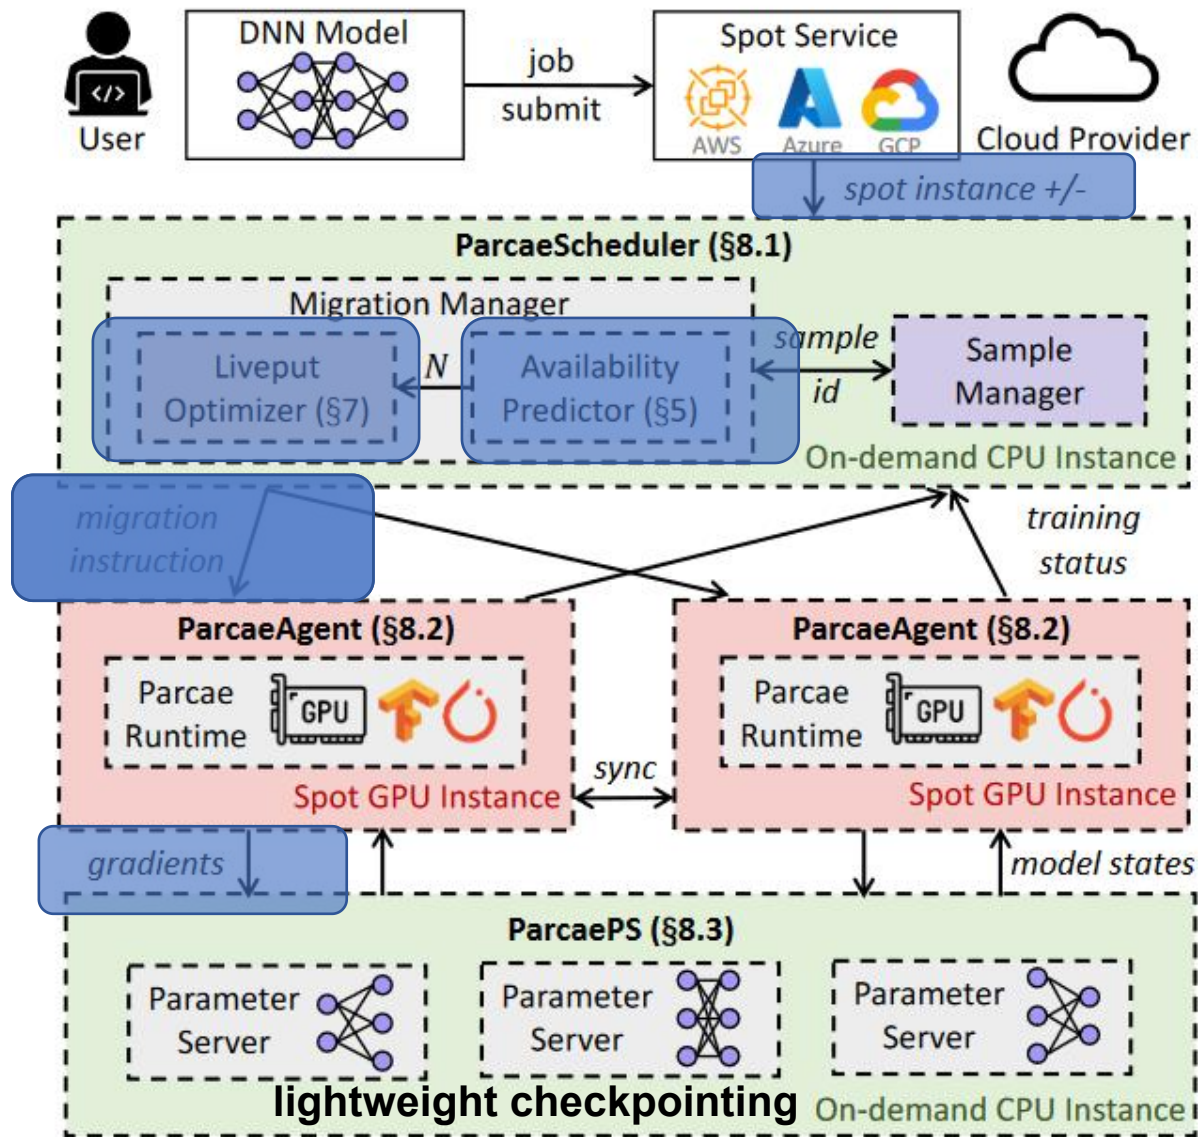 DNN Model
Spot Service
job
submit
</>
User
AWS
Azure
GCP
Cloud Provider
spot instance +/-
ParcaeScheduler (§8.1)
Migration Manager
Liveput
Optimizer (§7)
N
Availability
Predictor (§5)
sample
id
Sample
Manager
On-demand CPU Instance
migration
instruction
training
status
ParcaeAgent (§8.2)
Parcae
Runtime
GPU
Spot GPU Instance
sync
ParcaeAgent (§8.2)
Parcae
Runtime
GPU
Spot GPU Instance
gradients
model states
ParcaePS (§8.3)
Parameter
Server
Parameter
Server
Parameter
Server
lightweight checkpointing
On-demand CPU Instance